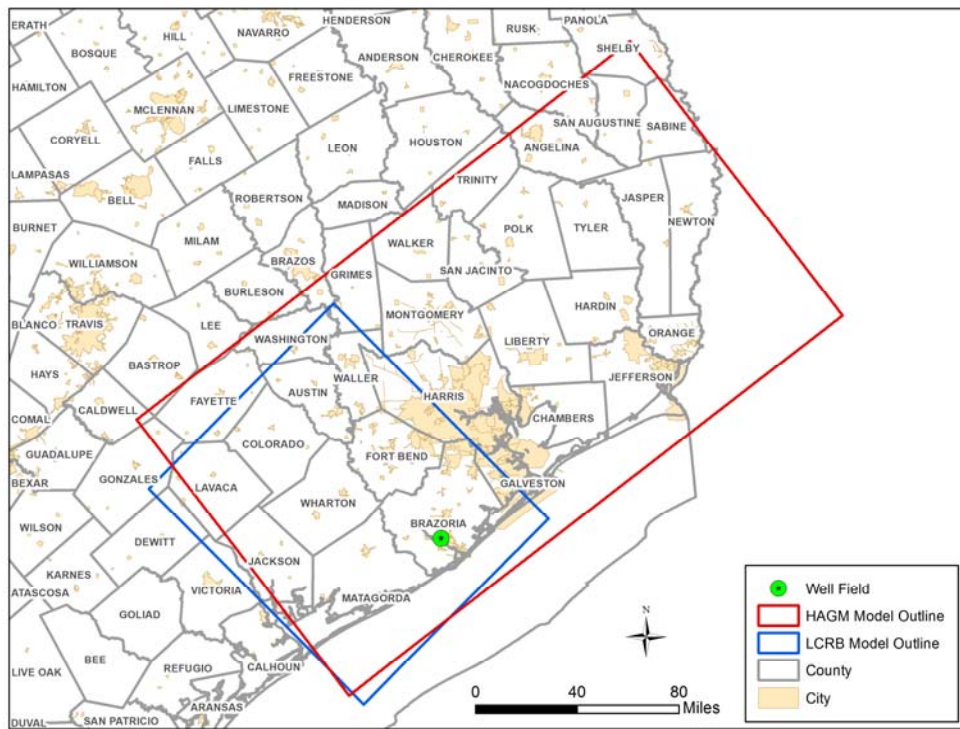 ERATH
HILL
NAVARRO
HENDERSON
RUSK
PANOLA
BOSQUE
ANDERSON
CHEROKEE
SHELBY
HAMILTON
FREESTONE
NACOGDOCHES
MCLENNAN
LIMESTONE
SAN AUGUSTINE
SABINE
CORYELL
HOUSTON
ANGELINA
LEON
FALLS
LAMPASAS
BELL
TRINITY
ROBERTSON
MADISON
JASPER
NEWTON
BURNET
MILAM
WALKER
POLK
TYLER
WILLIAMSON
BRAZOS
GRIMES
SAN JACINTO
BURLESON
HARDIN
MONTGOMERY
BLANCO
TRAVIS
LEE
WASHINGTON
LIBERTY
ORANGE
HAYS
BASTROP
WALLER
JEFFERSON
AUSTIN
HARRIS
FAYETTE
COMAL
CALDWELL
CHAMBERS
COLORADO
GUADALUPE
FORT BEND
BEXAR
GONZALES
LAVACA
GALVESTON
WHARTON
WILSON
BRAZORIA
DEWITT
JACKSON
KARNES
ATASCOSA
VICTORIA
MATAGORDA
GOLIAD
LIVE OAK
BEE
REFUGIO
CALHOUN
ARANSAS
DUVAL
SAN PATRICIO
N
0 40 80
Miles
Well Field
HAGM Model Outline
LCRB Model Outline
County
City